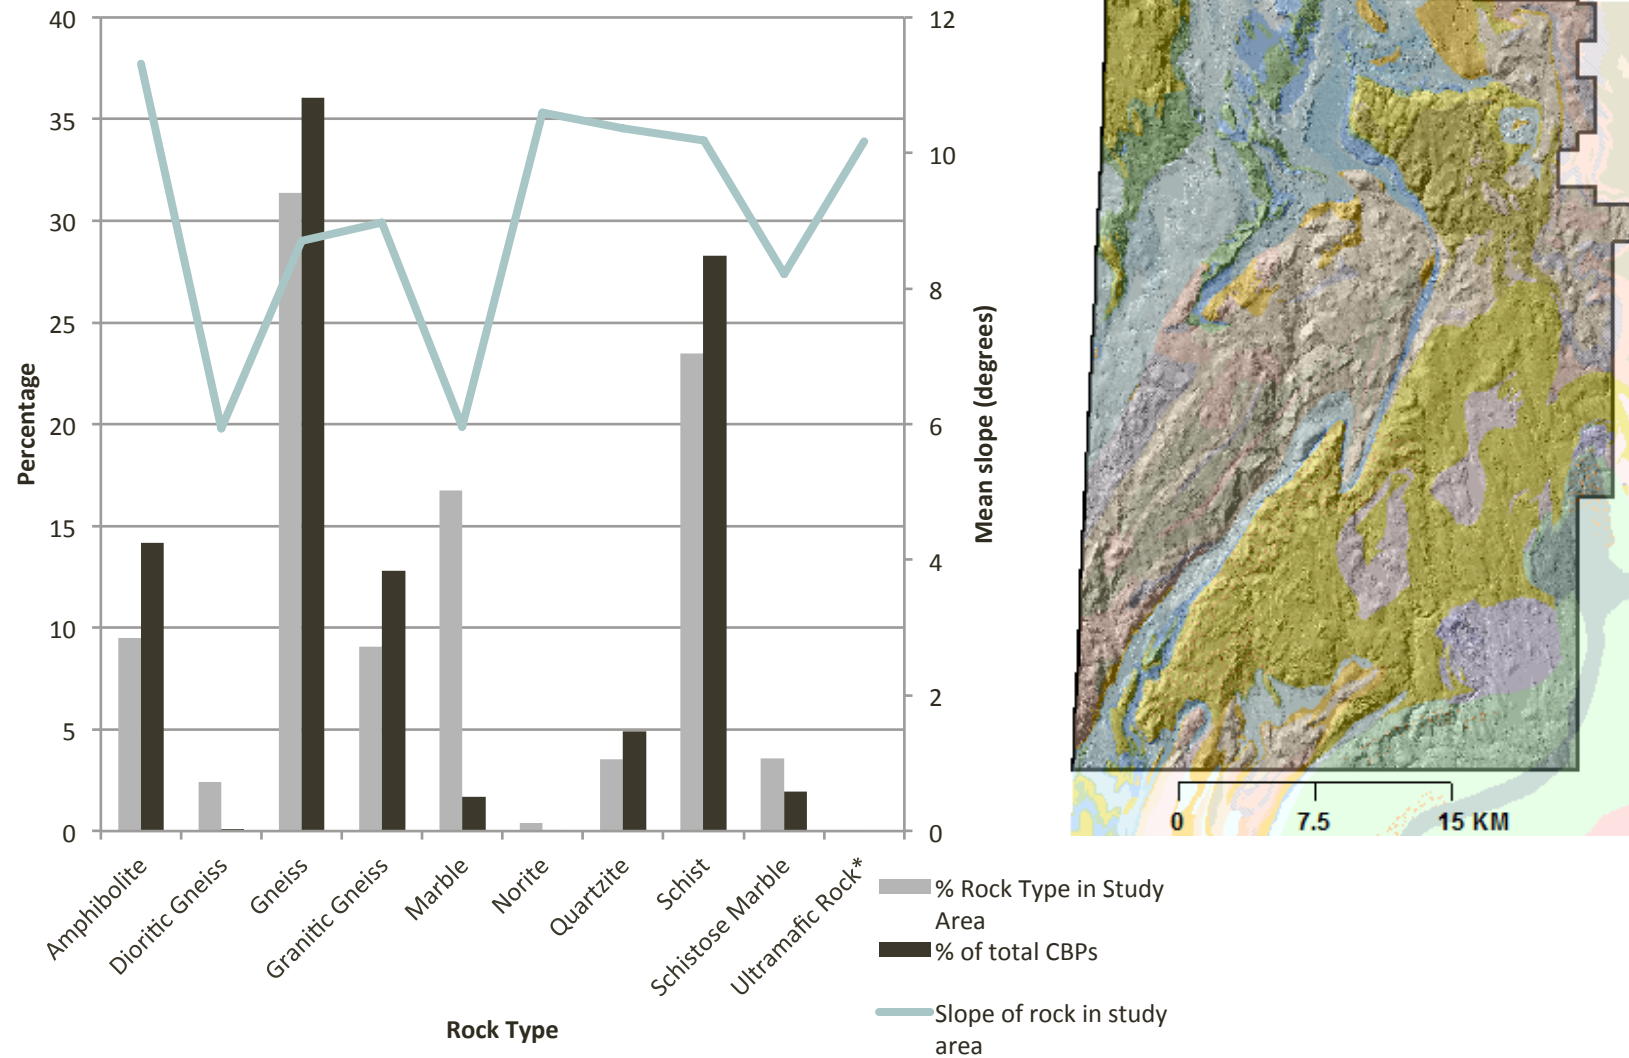 40
35
30
25
20
15
10
5
0
Percentage
12
10
8
6
4
2
0
Mean slope (degrees)
Amphibolite
Dioritic Gneiss
Gneiss
Granitic Gneiss
Marble
Norite
Quartzite
Schist
Schistose Marble
Ultramafic Rock*
Rock Type
% Rock Type in Study
Area
% of total CBPs
Slope of rock in study
area
0 7.5 15 KM